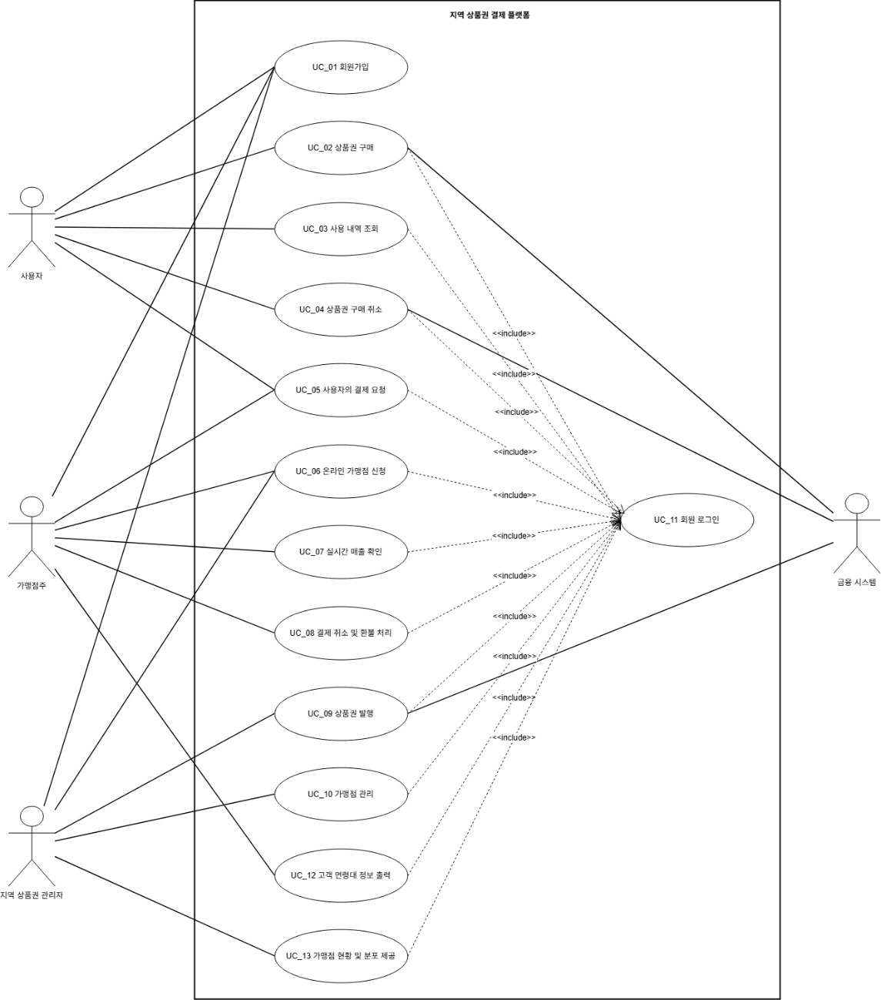 지역 상품권 결제 플랫폼
UC_01 회원가입
UC_02 상품권 구매
UC_03 사용 내역 조회
사용자
UC_04 상품권 구매 취소
<<include>>
<<include>>
UC_05 사용자의 결제 요청
<<include>>
<<include>>
UC_06 온라인 가맹점 신청
<<include>>
UC_11 회원 로그인
<<include>>
UC_07 실시간 매출 확인
<<include>>
가맹점주
금융 시스템
<<include>>
UC_08 결제 취소 및 환불 처리
<<include>>
<<include>>
UC_09 상품권 발행
<<include>>
UC_10 가맹점 관리
UC_12 고객 연령대 정보 출력
지역 상품권 관리자
UC_13 가맹점 현황 및 분포 제공